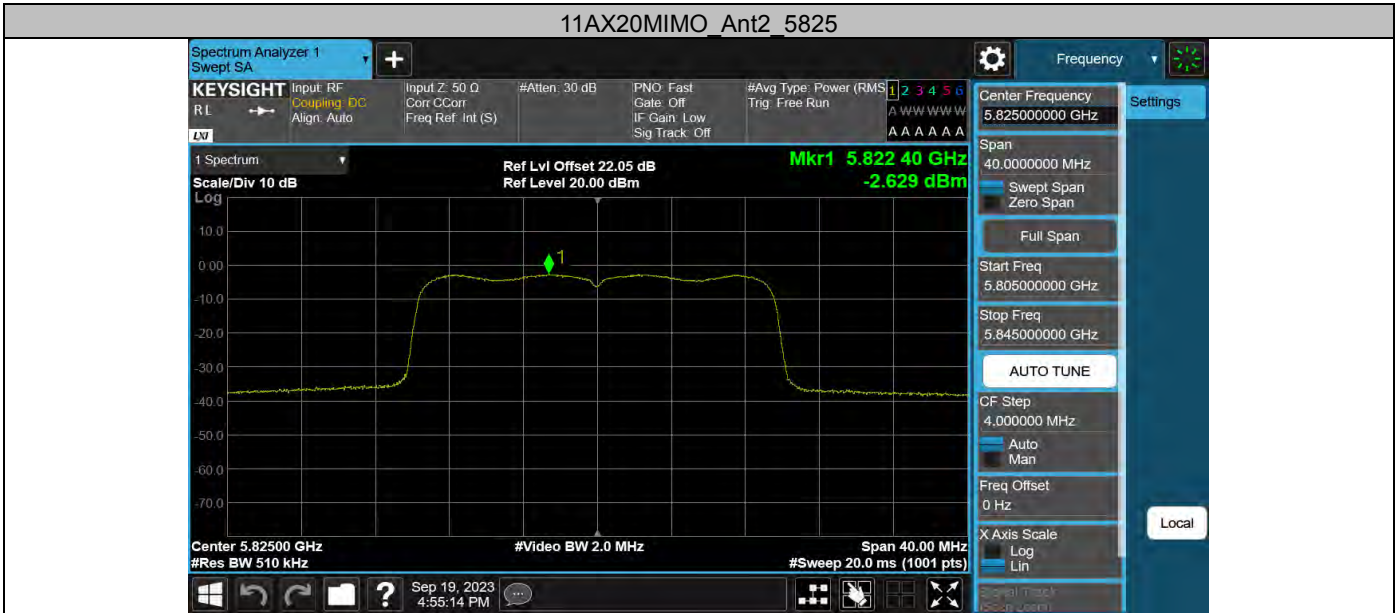 11AX20MIMO_Ant2_5825
Spectrum Analyzer 1
Swept SA
Frequency
KEYSIGHT
RL
LXI
Input: RF
Coupling: DC
Align: Auto
Input Z: 50 Ω
Corr CCorr
Freq Ref: Int (S)
#Atten: 30 dB
PNO: Fast
Gate: Off
IF Gain: Low
Sig Track: Off
#Avg Type: Power (RMS
Trig: Free Run
1 2 3 4 5 6
A W W W W W
A A A A A A
1 Spectrum
Scale/Div 10 dB
Log
Ref Lvl Offset 22.05 dB
Ref Level 20.00 dBm
Mkr1 5.822 40 GHz
-2.629 dBm
10.0
0.00
-10.0
-20.0
-30.0
-40.0
-50.0
-60.0
-70.0
1
Center 5.82500 GHz
#Res BW 510 kHz
#Video BW 2.0 MHz
Span 40.00 MHz
#Sweep 20.0 ms (1001 pts)
Sep 19, 2023
4:55:14 PM
Center Frequency
5.825000000 GHz
Settings
Span
40.0000000 MHz
Swept Span
Zero Span
Full Span
Start Freq
5.805000000 GHz
Stop Freq
5.845000000 GHz
AUTO TUNE
CF Step
4.000000 MHz
Auto
Man
Freq Offset
0 Hz
X Axis Scale
Log
Lin
Local
Signal Track
(Span Zoom)